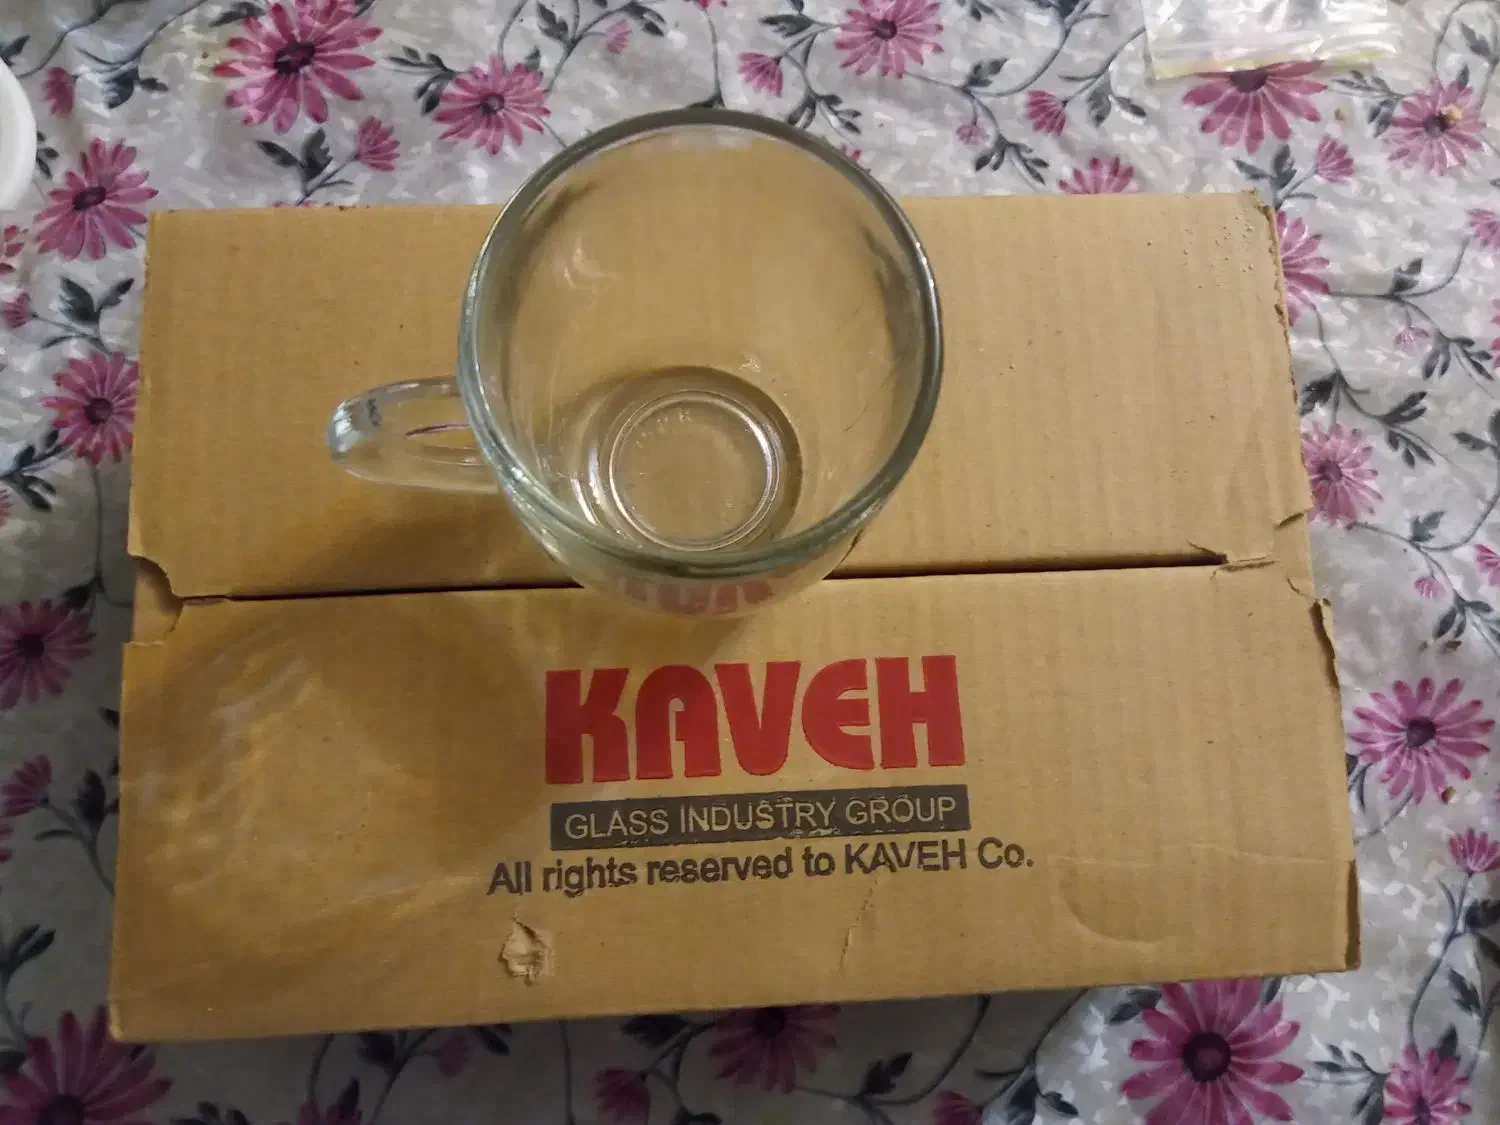 KAVEH
GLASS INDUSTRY GROUP
All rights reserved to KAVEH Co.